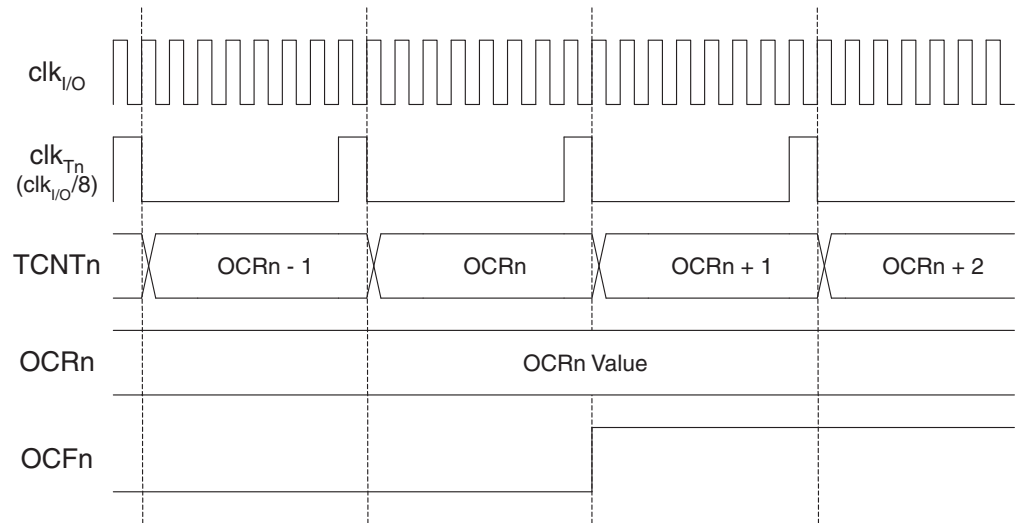 clkI/O
clkTn
(clkI/O/8)
TCNTn
OCRn - 1
OCRn
OCRn + 1
OCRn + 2
OCRn
OCRn Value
OCFn